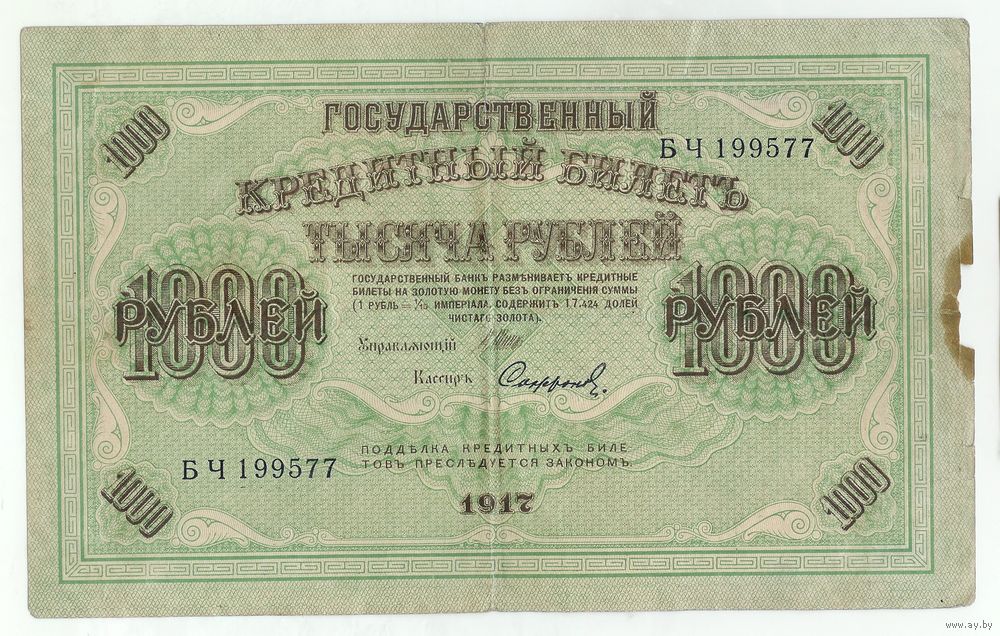 1000
1000
ГОСУДАРСТВЕННЫЙ
БЧ 199577
КРЕДИТНЫЙ БИЛЕТЪ
ТЫСЯЧА РУБЛЕЙ
ГОСУДАРСТВЕННЫЙ БАНКЪ РАЗМѢНИВАЕТЪ КРЕДИТНЫЕ
БИЛЕТЫ НА ЗОЛОТУЮ МОНЕТУ БЕЗЪ ОГРАНИЧЕНІЯ СУММЫ
(1 РУБЛЬ = 1/15 ИМПЕРІАЛА, СОДЕРЖИТЪ 17,424 ДОЛЕЙ
ЧИСТАГО ЗОЛОТА).
1000
РУБЛЕЙ
1000
РУБЛЕЙ
Управляющій
Кассиръ Сафронов
ПОДДѢЛКА КРЕДИТНЫХЪ БИЛЕ
ТОВЪ ПРЕСЛѢДУЕТСЯ ЗАКОНОМЪ.
БЧ 199577
1917
1000
1000
www.ay.by